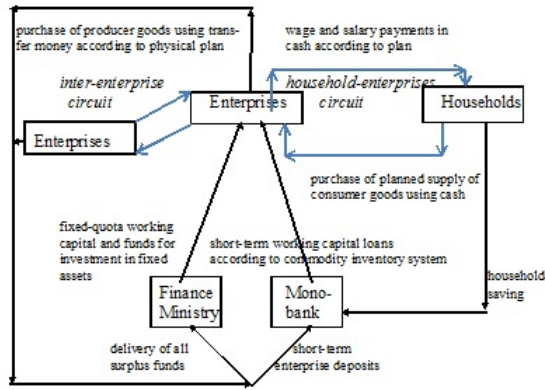 purchase of producer goods using trans-
fer money according to physical plan
wage and salary payments in
cash according to plan
inter-enterprise
circuit
household-enterprises
circuit
Enterprises
Households
Enterprises
purchase of planned supply of
consumer goods using cash
fixed-quota working
capital and funds for
investment in fixed
assets
short-term working capital loans
according to commodity inventory system
household
saving
Finance
Ministry
Mono-
bank
delivery of all
surplus funds
short-term
enterprise deposits